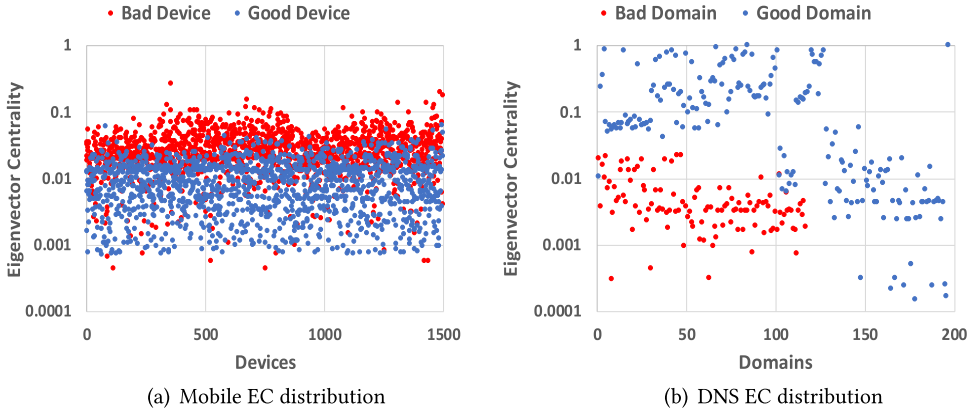 Bad Device Good Device
Eigenvector Centrality
1
0.1
0.01
0.001
0.0001
0 500 1000 1500
Devices
(a) Mobile EC distribution
Bad Domain Good Domain
Eigenvector Centrality
1
0.1
0.01
0.001
0.0001
0 50 100 150 200
Domains
(b) DNS EC distribution